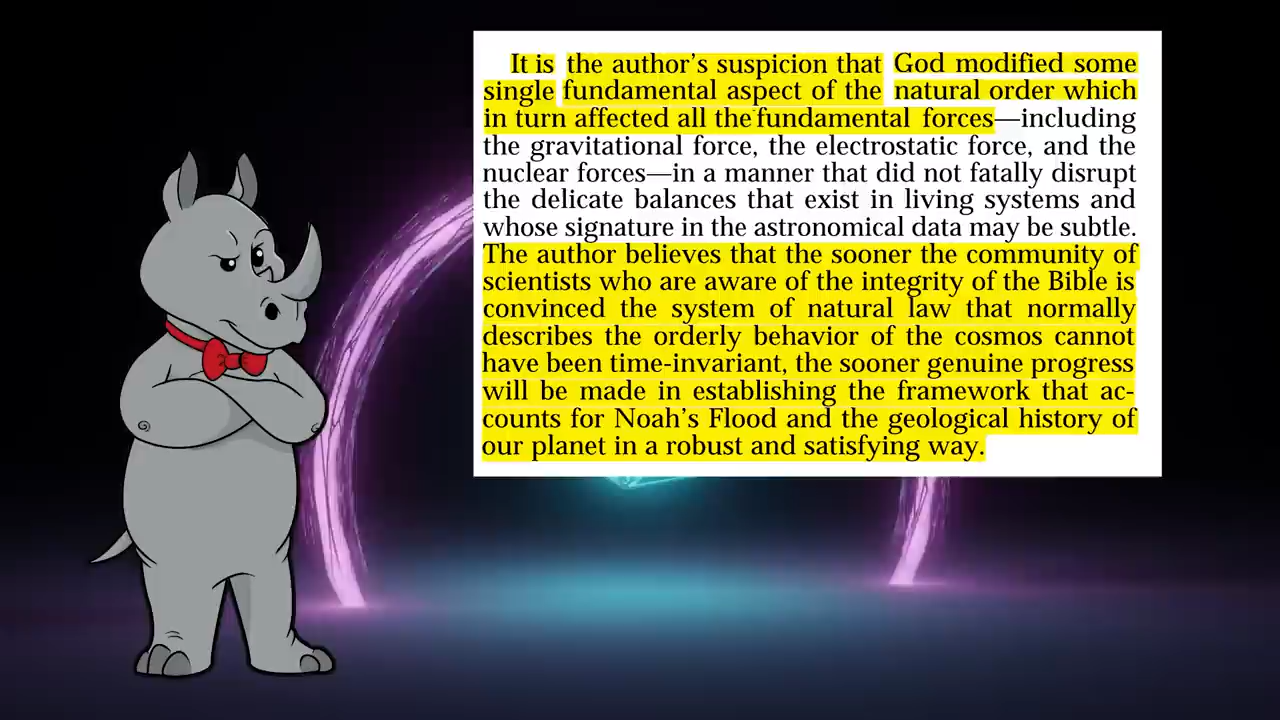 It is the author's suspicion that God modified some
single fundamental aspect of the natural order which
in turn affected all the fundamental forces—including
the gravitational force, the electrostatic force, and the
nuclear forces—in a manner that did not fatally disrupt
the delicate balances that exist in living systems and
whose signature in the astronomical data may be subtle.
The author believes that the sooner the community of
scientists who are aware of the integrity of the Bible is
convinced the system of natural law that normally
describes the orderly behavior of the cosmos cannot
have been time-invariant, the sooner genuine progress
will be made in establishing the framework that ac-
counts for Noah's Flood and the geological history of
our planet in a robust and satisfying way.